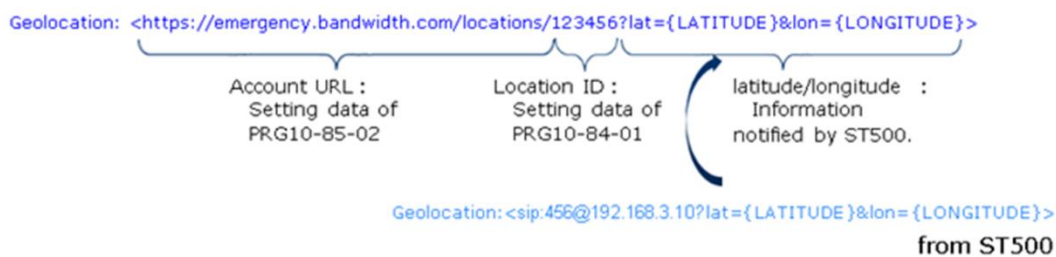 Geolocation: <https://emergency.bandwidth.com/locations/123456?lat={LATITUDE}&lon={LONGITUDE}>
Account URL :
Setting data of
PRG10-85-02
Location ID :
Setting data of
PRG10-84-01
latitude/longitude :
Information
notified by ST500.
Geolocation:<sip:456@192.168.3.10?lat={LATITUDE}&lon={LONGITUDE}>
from ST500